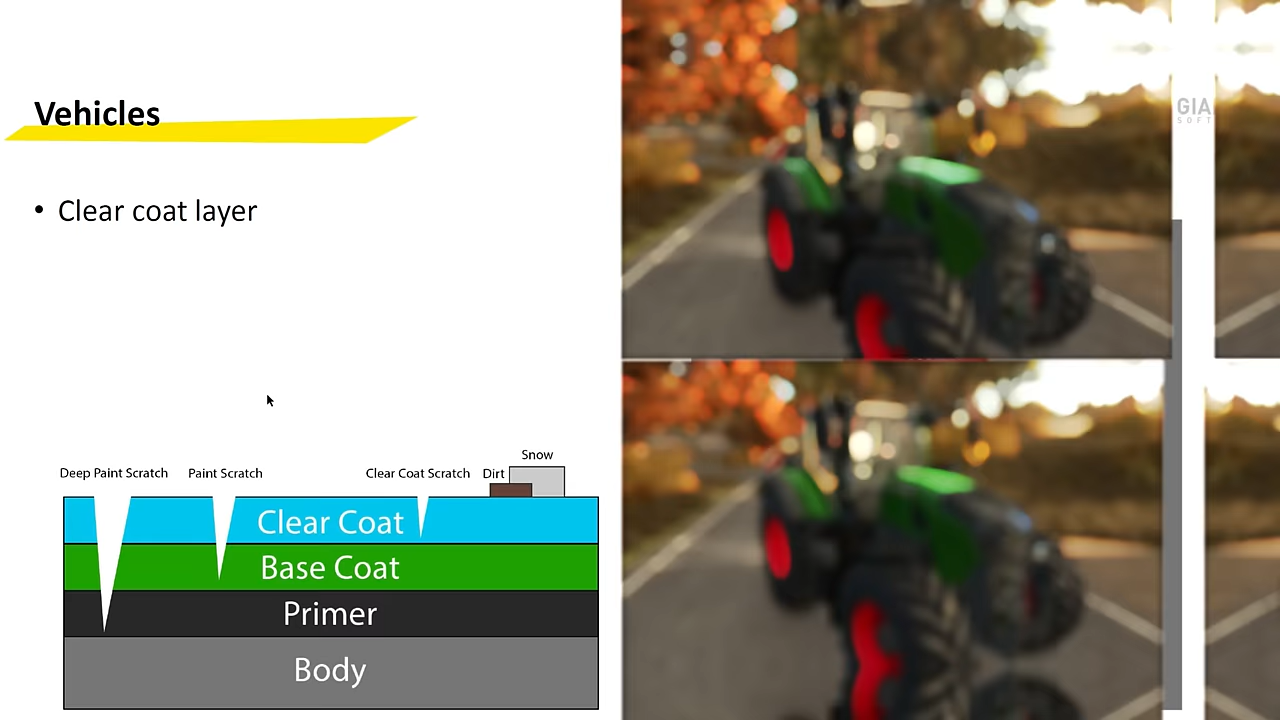 Vehicles
• Clear coat layer
Snow
Deep Paint Scratch Paint Scratch Clear Coat Scratch Dirt
Clear Coat
Base Coat
Primer
Body
GIA
SOFT